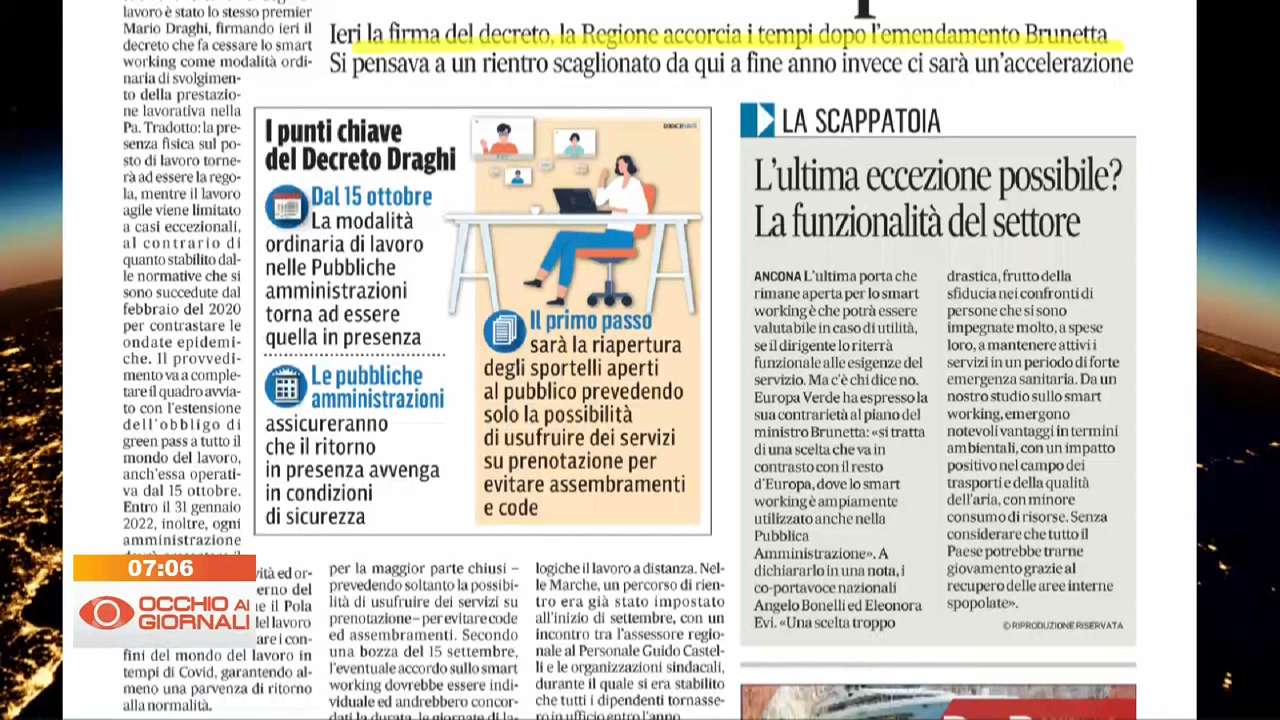 lavoro è stato lo stesso premier
Mario Draghi, firmando ieri il
decreto che fa cessare lo smart
working come modalità ordi-
naria di svolgimen-
to della prestazio-
ne lavorativa nella
Pa. Tradotto: la pre-
senza fisica sul po-
sto di lavoro torne-
rà ad essere la rego-
la, mentre il lavoro
agile viene limitato
a casi eccezionali,
al contrario di
quanto stabilito dal-
le normative che si
sono succedute dal
febbraio del 2020
per contrastare le
ondate epidemi-
che. Il provvedi-
mento va a comple-
tare il quadro avvia-
to con l'estensione
dell'obbligo di
green pass a tutto il
mondo del lavoro,
anch'essa operati-
va dal 15 ottobre.
Entro il 31 gennaio
2022, inoltre, ogni
amministrazione
vità ed or-
erno del
e il Pola
lel lavoro
are i con-
fini del mondo del lavoro in
tempi di Covid, garantendo al-
meno una parvenza di ritorno
alla normalità.
Ieri la firma del decreto, la Regione accorcia i tempi dopo l'emendamento Brunetta
Si pensava a un rientro scaglionato da qui a fine anno invece ci sarà un'accelerazione
I punti chiave
del Decreto Draghi
Dal 15 ottobre
La modalità
ordinaria di lavoro
nelle Pubbliche
amministrazioni
torna ad essere
quella in presenza
Le pubbliche
amministrazioni
assicureranno
che il ritorno
in presenza avvenga
in condizioni
di sicurezza
Il primo passo
sarà la riapertura
degli sportelli aperti
al pubblico prevedendo
solo la possibilità
di usufruire dei servizi
su prenotazione per
evitare assembramenti
e code
per la maggior parte chiusi –
prevedendo soltanto la possibi-
lità di usufruire dei servizi su
prenotazione – per evitare code
ed assembramenti. Secondo
una bozza del 15 settembre,
l'eventuale accordo sullo smart
working dovrebbe essere indi-
viduale ed andrebbero concor-
dati la durata, le giornate di la-
logiche il lavoro a distanza. Nel-
le Marche, un percorso di rien-
tro era già stato impostato
all'inizio di settembre, con un
incontro tra l'assessore regio-
nale al Personale Guido Castel-
li e le organizzazioni sindacali,
durante il quale si era stabilito
che tutti i dipendenti tornasse-
ro in ufficio entro l'anno.
LA SCAPPATOIA
L'ultima eccezione possibile?
La funzionalità del settore
ANCONA L'ultima porta che
rimane aperta per lo smart
working è che potrà essere
valutabile in caso di utilità,
se il dirigente lo riterrà
funzionale alle esigenze del
servizio. Ma c'è chi dice no.
Europa Verde ha espresso la
sua contrarietà al piano del
ministro Brunetta: «si tratta
di una scelta che va in
contrasto con il resto
d'Europa, dove lo smart
working è ampiamente
utilizzato anche nella
Pubblica
Amministrazione». A
dichiararlo in una nota, i
co-portavoce nazionali
Angelo Bonelli ed Eleonora
Evi. «Una scelta troppo
drastica, frutto della
sfiducia nei confronti di
persone che si sono
impegnate molto, a spese
loro, a mantenere attivi i
servizi in un periodo di forte
emergenza sanitaria. Da un
nostro studio sullo smart
working, emergono
notevoli vantaggi in termini
ambientali, con un impatto
positivo nel campo dei
trasporti e della qualità
dell'aria, con minore
consumo di risorse. Senza
considerare che tutto il
Paese potrebbe trarne
giovamento grazie al
recupero delle aree interne
spopolate».
© RIPRODUZIONE RISERVATA
07:06
OCCHIO AI
GIORNALI